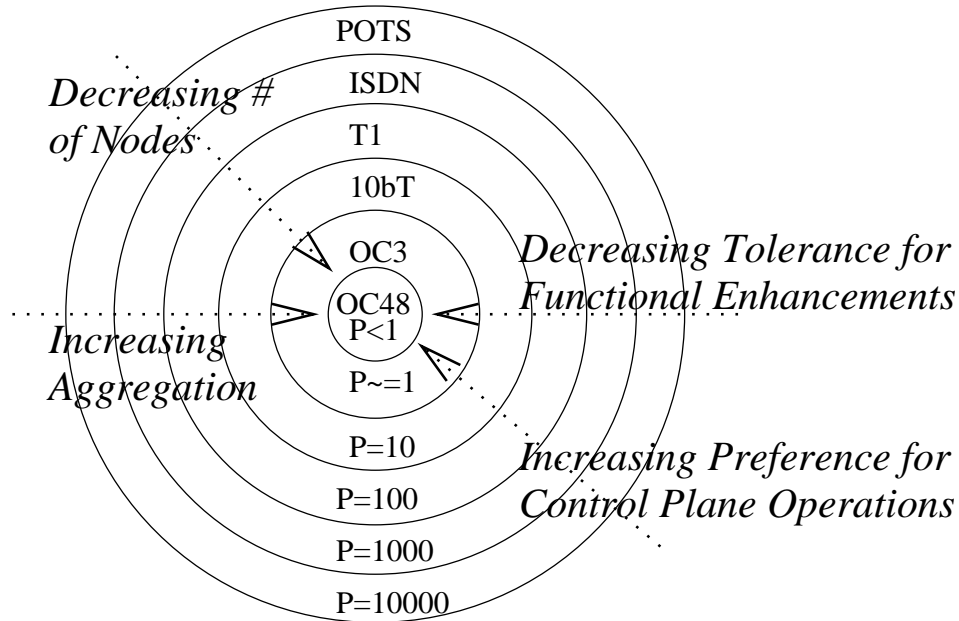 POTS
ISDN
Decreasing #
of Nodes
T1
10bT
OC3
Decreasing Tolerance for
Functional Enhancements
OC48
P<1
Increasing
Aggregation
P~=1
P=10
Increasing Preference for
Control Plane Operations
P=100
P=1000
P=10000